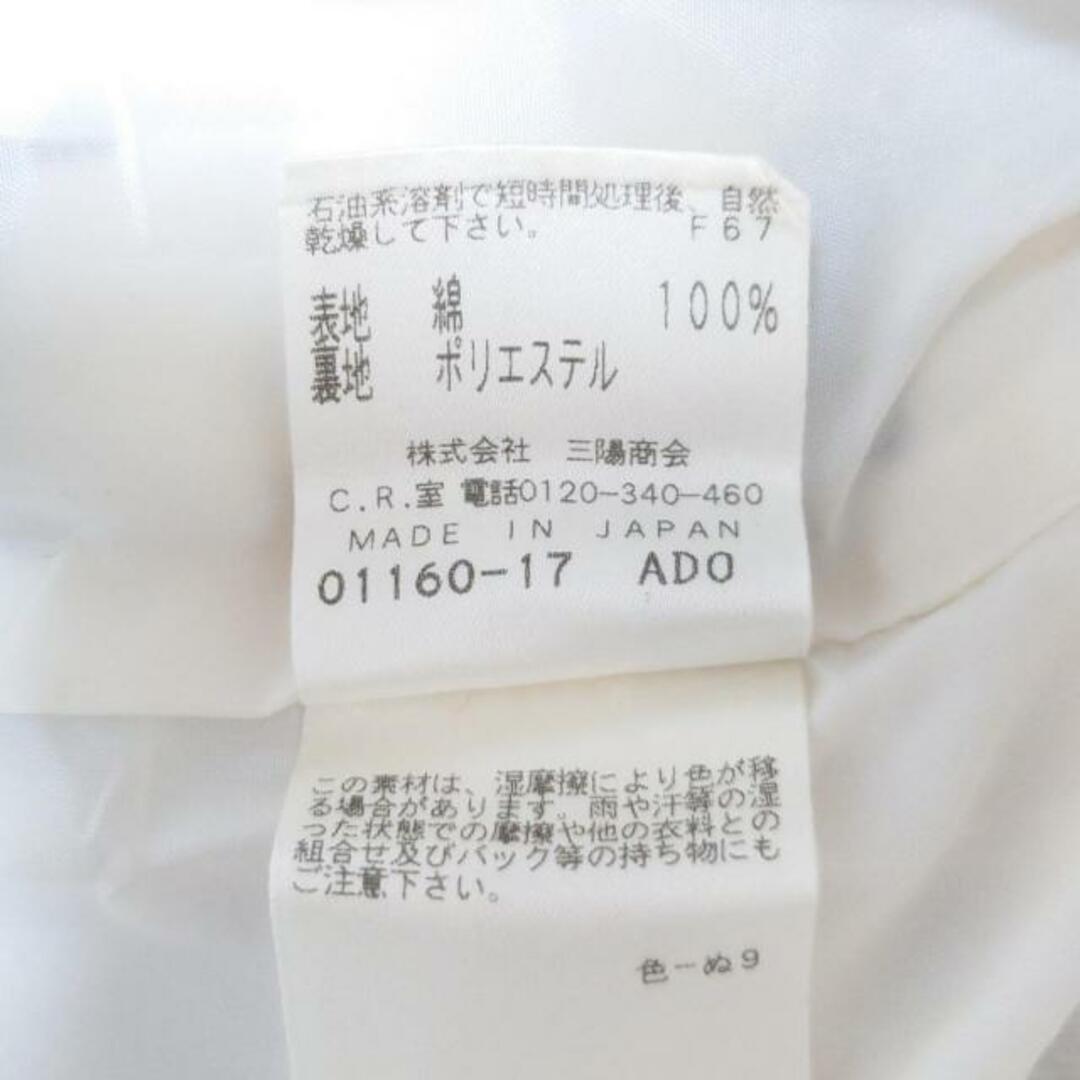 石油系溶剤で短時間処理後、自然
乾燥して下さい。 F67
表地 綿 100%
裏地 ポリエステル
株式会社 三陽商会
C.R.室 電話0120-340-460
MADE IN JAPAN
01160-17 ADO
この素材は、湿摩擦により色が移
る場合があります。雨や汗等の湿
った状態での摩擦や他の衣料との
組合せ及びバック等の持ち物にも
ご注意下さい。
色-ぬ9